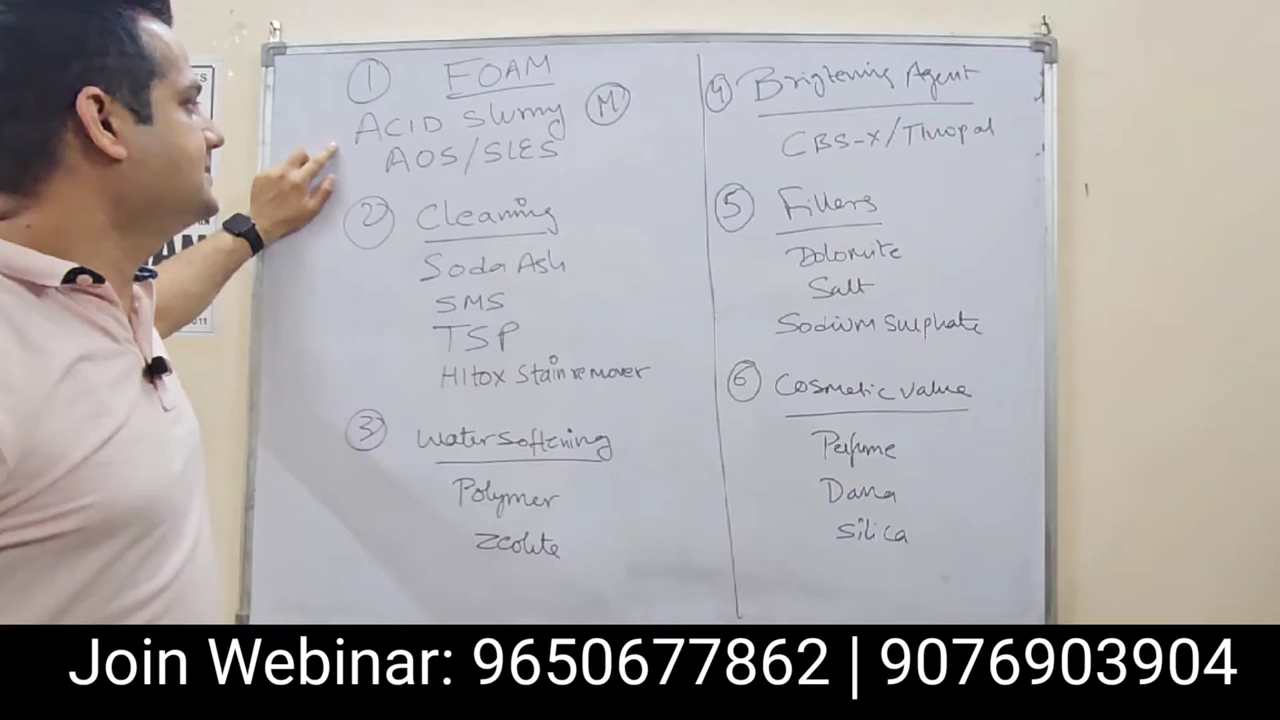 ① FOAM
ACID Slurry M'
AOS/SLES
② Cleaning
Soda Ash
SMS
TSP
Hitox Stain remover
③ Water Softening
Polymer
Zeolite
④ Brigtening Agent
CBS-X/Tinopal
⑤ Fillers
Dolomite
Salt
Sodium Sulphate
⑥ Cosmetic value
Perfume
Dana
Silica
Join Webinar: 9650677862 | 9076903904